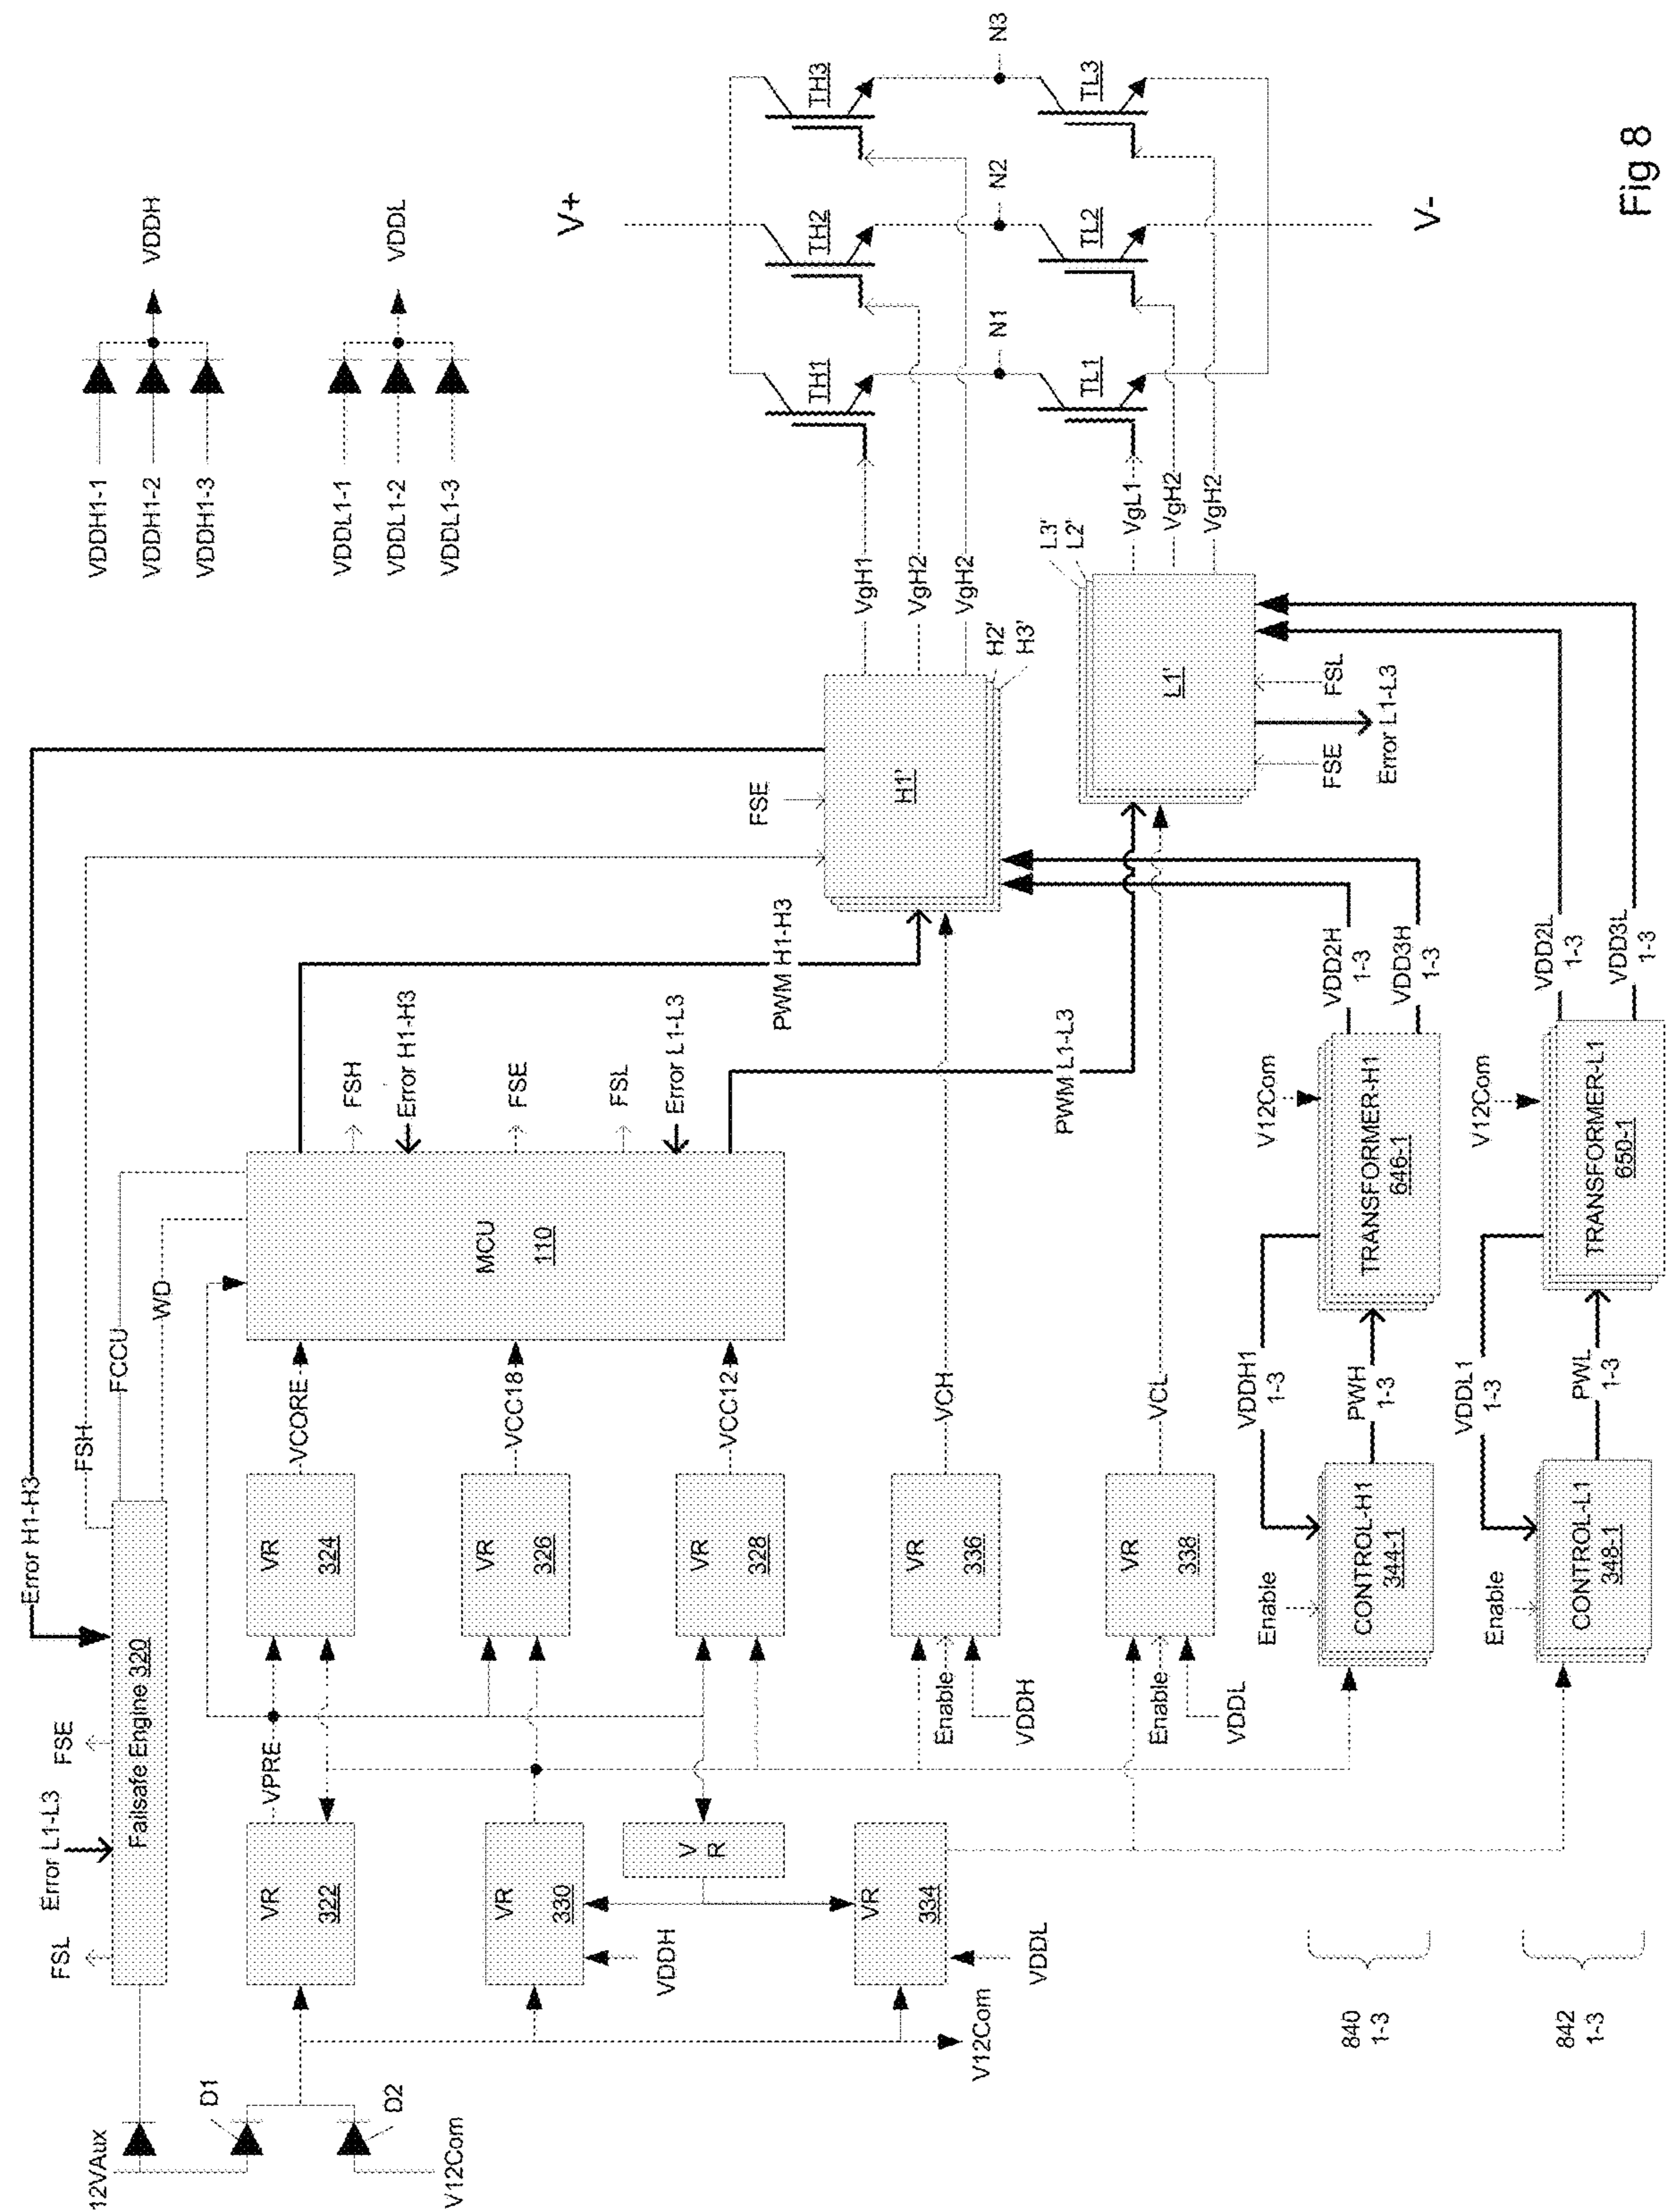 12VAux
D1
D2
V12Com
V12Com
FSL
Error L1-L3
FSE
Failsafe Engine 320
Error H1-H3
FSH
FCCU
WD
VR
322
VPRE
VR
330
VDDH
V
R
VR
334
VDDL
VR
324
VCORE
VR
326
VCC18
VR
328
VCC12
VR
336
Enable
VDDH
VCH
VR
338
Enable
VDDL
VCL
MCU
110
FSH
Error H1-H3
FSE
FSL
Error L1-L3
PWM H1-H3
PWM L1-L3
840
1-3
Enable
CONTROL-H1
344-1
VDDH1
1-3
PWH
1-3
V12Com
TRANSFORMER-H1
646-1
VDD2H
1-3
VDD3H
1-3
842
1-3
Enable
CONTROL-L1
348-1
VDDL1
1-3
PWL
1-3
V12Com
TRANSFORMER-L1
650-1
VDD2L
1-3
VDD3L
1-3
FSE
H1'
H2'
H3'
VgH1
VgH2
VgH2
L3'
L2'
L1'
FSE
Error L1-L3
FSL
VgL1
VgH2
VgH2
VDDH1-1
VDDH1-2
VDDH1-3
VDDH
VDDL1-1
VDDL1-2
VDDL1-3
VDDL
V+
TH1
TH2
TH3
N1
N2
N3
TL1
TL2
TL3
V-
Fig 8